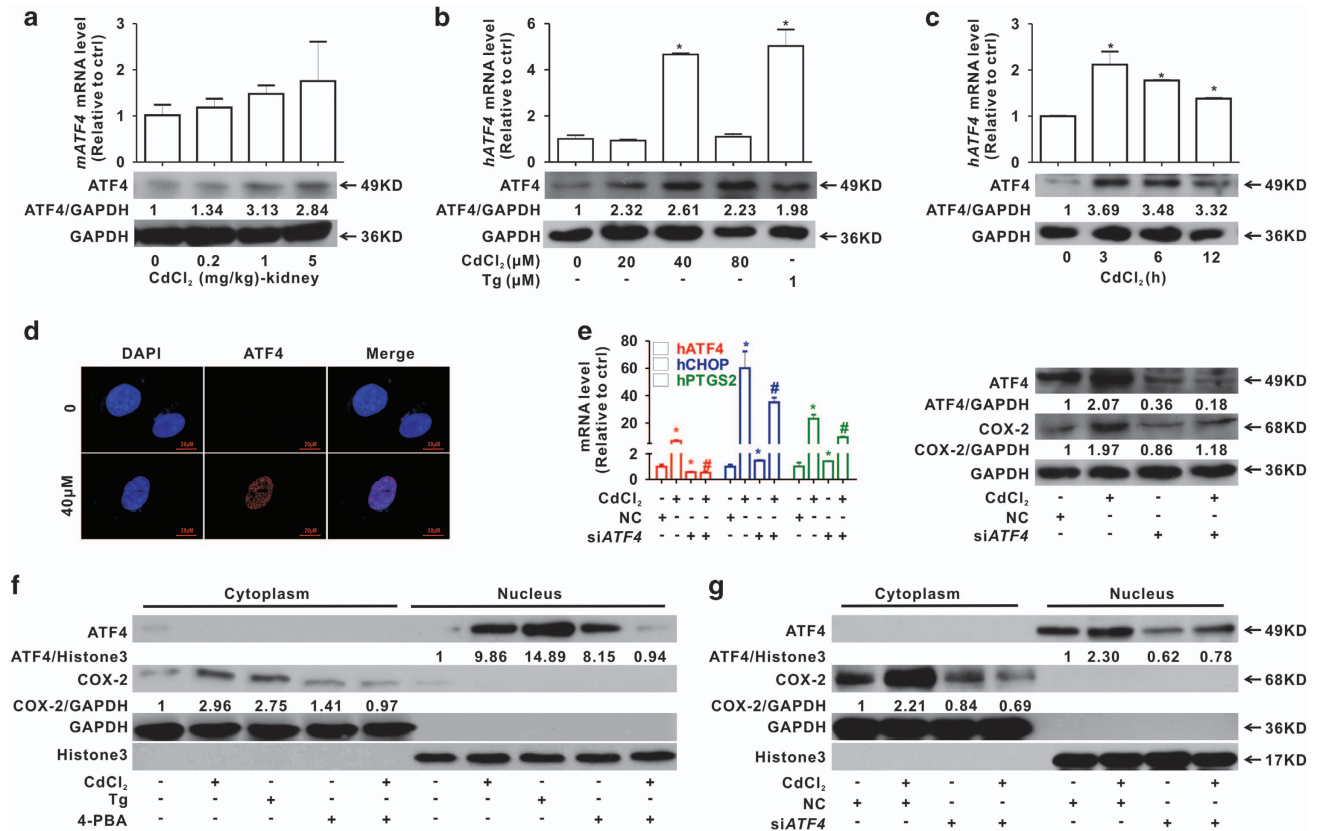 a
mATF4 mRNA level
(Relative to ctrl)
3
2
1
0
ATF4
←49KD
ATF4/GAPDH 1 1.34 3.13 2.84
GAPDH
←36KD
0 0.2 1 5
CdCl₂ (mg/kg)-kidney
b
hATF4 mRNA level
(Relative to ctrl)
6
4
2
0
* *
ATF4
←49KD
ATF4/GAPDH 1 2.32 2.61 2.23 1.98
GAPDH
←36KD
CdCl₂(μM) 0 20 40 80 -
Tg (μM) - - - - 1
c
hATF4 mRNA level
(Relative to ctrl)
3
2
1
0
* * *
ATF4
←49KD
ATF4/GAPDH 1 3.69 3.48 3.32
GAPDH
←36KD
0 3 6 12
CdCl₂(h)
d
DAPI ATF4 Merge
0
20μM 20μM 20μM
40μM
20μM 20μM 20μM
e
mRNA level
(Relative to ctrl)
80
60
40
20
2
0
hATF4
hCHOP
hPTGS2
* * # * * # * * #
CdCl₂ - + - + - + - + - + - +
NC + + - - + + - - + + - -
siATF4 - - + + - - + + - - + +
ATF4
←49KD
ATF4/GAPDH 1 2.07 0.36 0.18
COX-2
←68KD
COX-2/GAPDH 1 1.97 0.86 1.18
GAPDH
←36KD
CdCl₂ - + - +
NC + + - -
siATF4 - - + +
f
Cytoplasm Nucleus
ATF4
ATF4/Histone3 1 9.86 14.89 8.15 0.94
COX-2
COX-2/GAPDH 1 2.96 2.75 1.41 0.97
GAPDH
Histone3
CdCl₂ - + - - + - + - - +
Tg - - + - - - - + - -
4-PBA - - - + + - - - + +
g
Cytoplasm Nucleus
ATF4
←49KD
ATF4/Histone3 1 2.30 0.62 0.78
COX-2
←68KD
COX-2/GAPDH 1 2.21 0.84 0.69
GAPDH
←36KD
Histone3
←17KD
CdCl₂ - + - + - + - +
NC + + - - + + - -
siATF4 - - + + - - + +